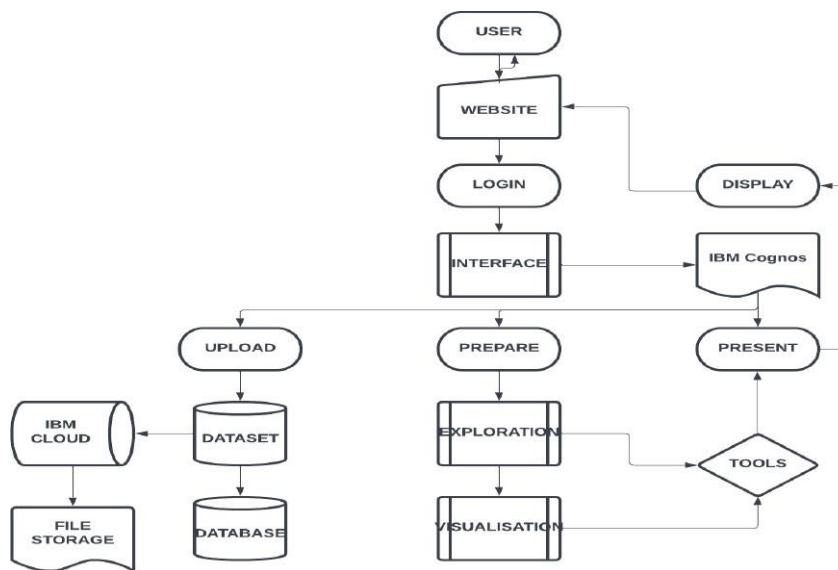 USER
WEBSITE
LOGIN
DISPLAY
INTERFACE
IBM Cognos
UPLOAD
PREPARE
PRESENT
IBM
CLOUD
DATASET
EXPLORATION
TOOLS
FILE
STORAGE
DATABASE
VISUALISATION